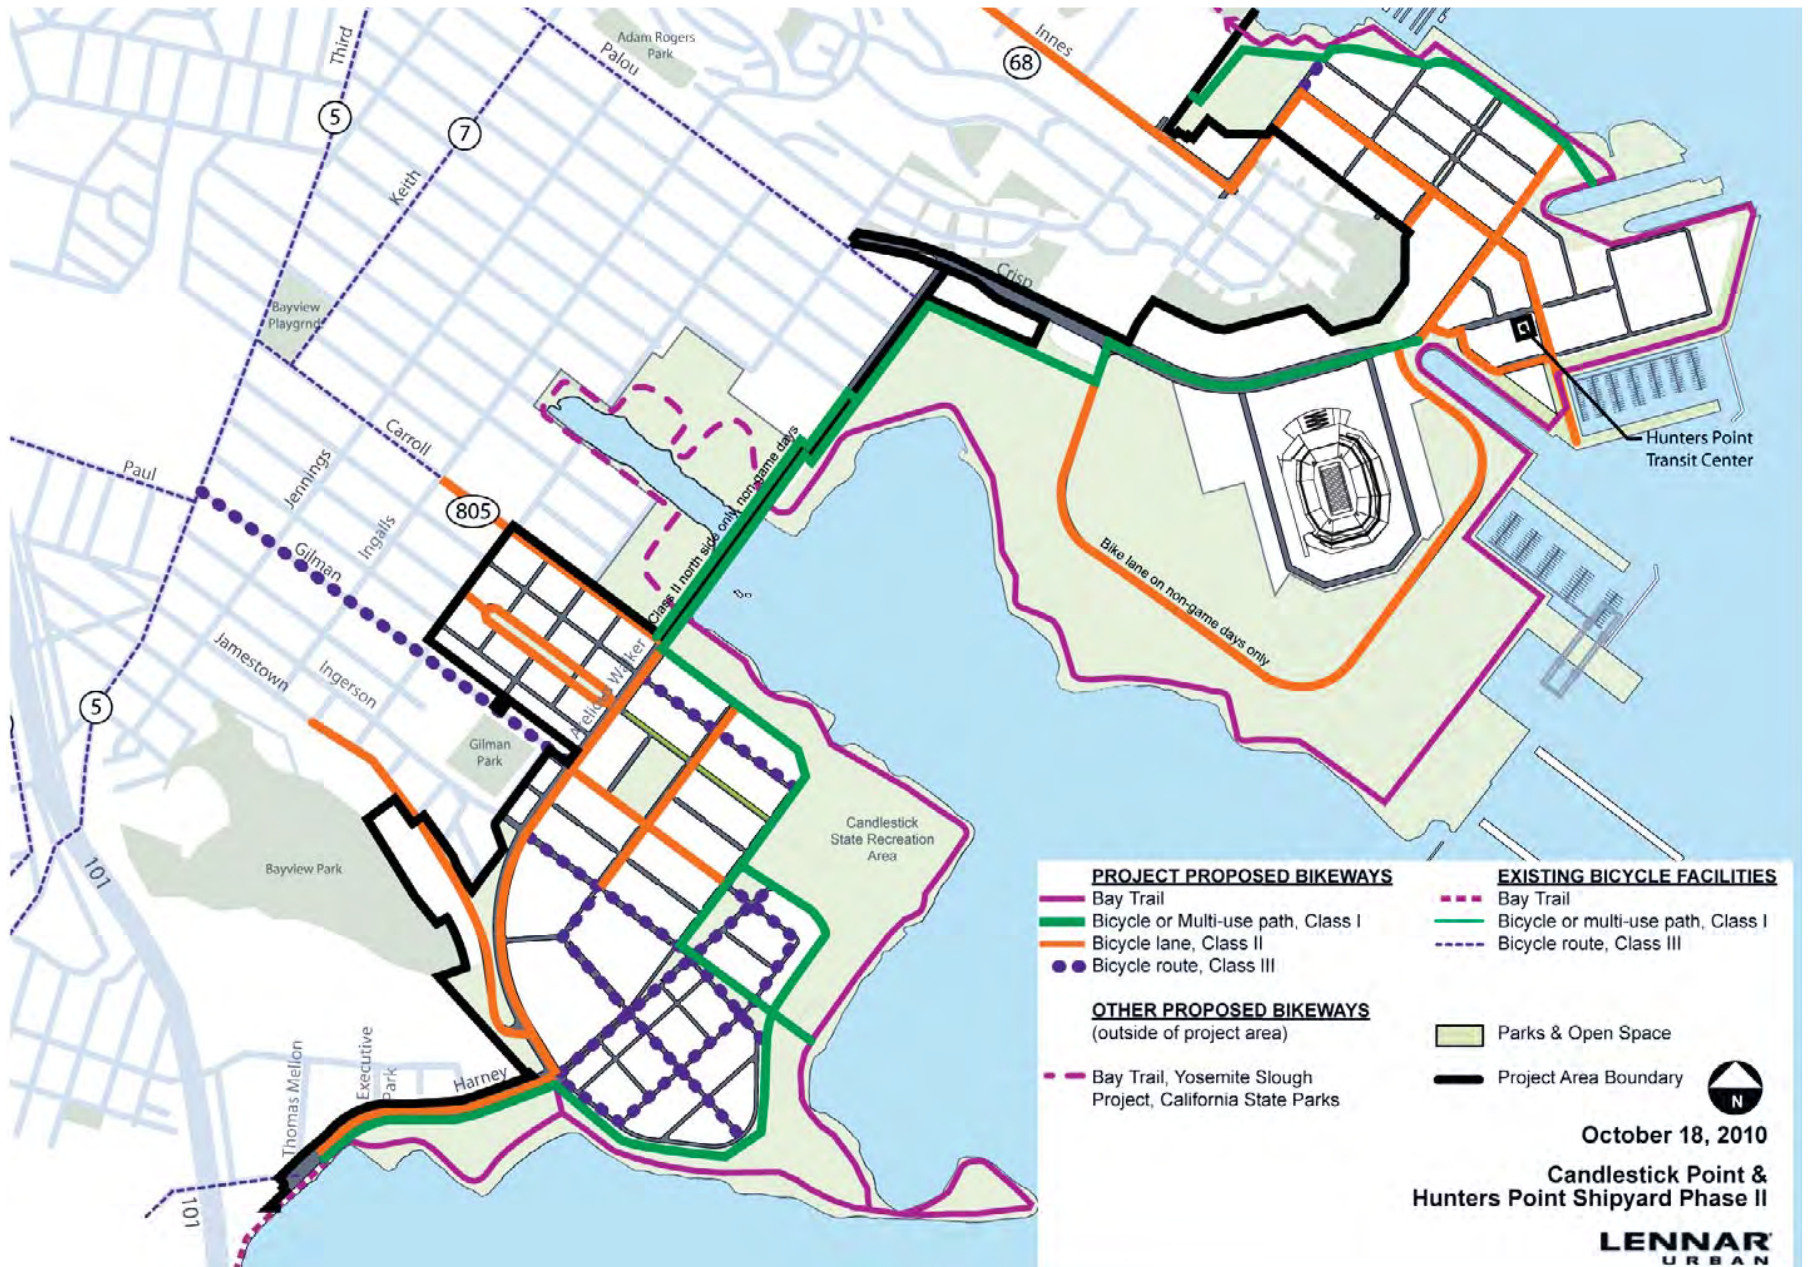 Adam Rogers
Park
Third
Palou
Innes
68
5
7
Keith
Crisp
Bayview
Playgrnd
Carroll
Paul
Jennings
Ingalls
805
Gilman
Jamestown
Ingerson
5
Gilman
Park
Arelious Walker
Class II north side only, non-game days
Bike lane on non-game days only
Hunters Point
Transit Center
Candlestick
State Recreation
Area
Bayview Park
101
Thomas Mellon
Executive
Park
Harney
101
PROJECT PROPOSED BIKEWAYS
Bay Trail
Bicycle or Multi-use path, Class I
Bicycle lane, Class II
Bicycle route, Class III
OTHER PROPOSED BIKEWAYS
(outside of project area)
Bay Trail, Yosemite Slough
Project, California State Parks
EXISTING BICYCLE FACILITIES
Bay Trail
Bicycle or multi-use path, Class I
Bicycle route, Class III
Parks & Open Space
Project Area Boundary
N
October 18, 2010
Candlestick Point &
Hunters Point Shipyard Phase II
LENNAR
URBAN